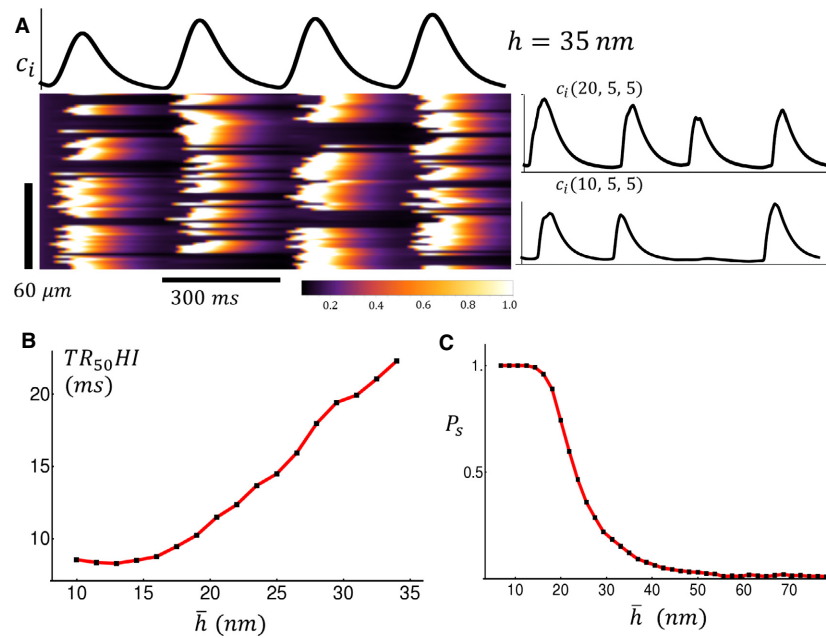 A
c_i
h = 35 nm
c_i(20, 5, 5)
c_i(10, 5, 5)
60 μm
300 ms
0.2 0.4 0.6 0.8 1.0
B
TR_50HI
(ms)
20
15
10
10 15 20 25 30 35
h̄ (nm)
C
1.
P_s
0.5
10 20 30 40 50 60 70
h̄ (nm)